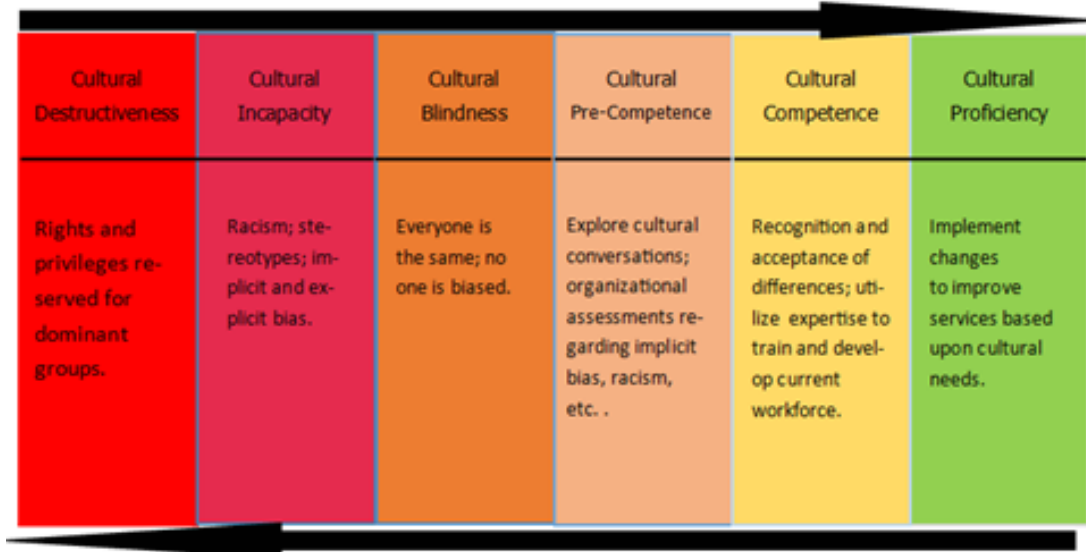 Cultural
Destructiveness
Rights and
privileges re-
served for
dominant
groups.
Cultural
Incapacity
Racism; ste-
reotypes; im-
plicit and ex-
plicit bias.
Cultural
Blindness
Everyone is
the same; no
one is biased.
Cultural
Pre-Competence
Explore cultural
conversations;
organizational
assessments re-
garding implicit
bias, racism,
etc. .
Cultural
Competence
Recognition and
acceptance of
differences; uti-
lize expertise to
train and devel-
op current
workforce.
Cultural
Proficiency
Implement
changes
to improve
services based
upon cultural
needs.